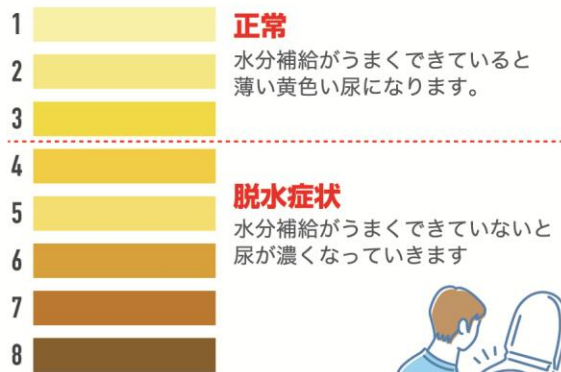 1
正常
水分補給がうまくできていると
2
薄い黄色い尿になります。
3
4
脱水症状
5
水分補給がうまくできていないと
6
尿が濃くなっていきます
7
8